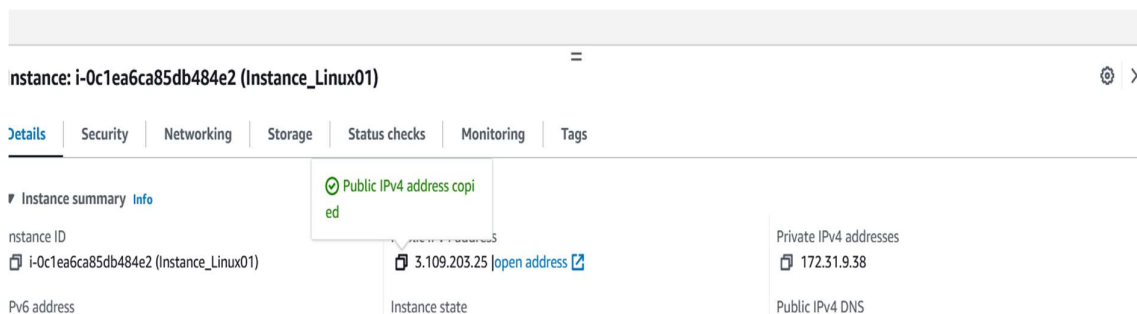 nstance: i-0c1ea6ca85db484e2 (Instance_Linux01)
Details Security Networking Storage Status checks Monitoring Tags
Public IPv4 address copi
ed
Instance summary Info
nstance ID
i-0c1ea6ca85db484e2 (Instance_Linux01)
3.109.203.25 |open address
Private IPv4 addresses
172.31.9.38
Pv6 address
Instance state
Public IPv4 DNS